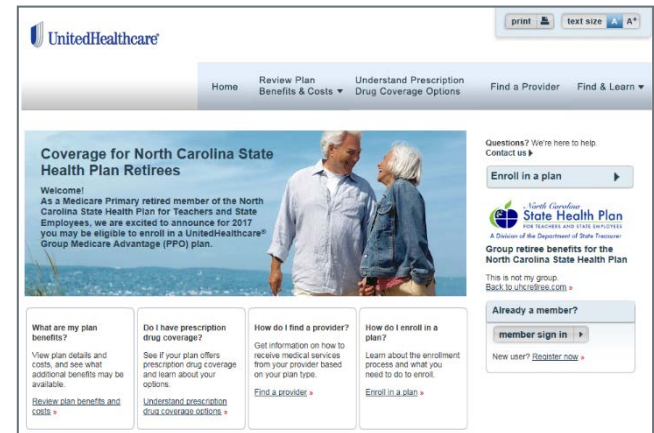 print
text size A A+
UnitedHealthcare®
Home
Review Plan
Benefits & Costs
Understand Prescription
Drug Coverage Options
Find a Provider
Find & Learn
Coverage for North Carolina State
Health Plan Retirees
Welcome!
As a Medicare Primary retired member of the North
Carolina State Health Plan for Teachers and State
Employees, we are excited to announce for 2017
you may be eligible to enroll in a UnitedHealthcare®
Group Medicare Advantage (PPO) plan.
Questions? We're here to help.
Contact us
Enroll in a plan
North Carolina
State Health Plan
FOR TEACHERS AND STATE EMPLOYEES
A Division of the Department of State Treasurer
Group retiree benefits for the
North Carolina State Health Plan
This is not my group.
Back to uhcretiree.com »
Already a member?
member sign in
New user? Register now »
What are my plan
benefits?
View plan details and
costs, and see what
additional benefits may be
available.
Review plan benefits and
costs »
Do I have prescription
drug coverage?
See if your plan offers
prescription drug coverage
and learn about your
options.
Understand prescription
drug coverage options »
How do I find a provider?
Get information on how to
receive medical services
from your provider based
on your plan type.
Find a provider »
How do I enroll in a
plan?
Learn about the enrollment
process and what you
need to do to enroll.
Enroll in a plan »